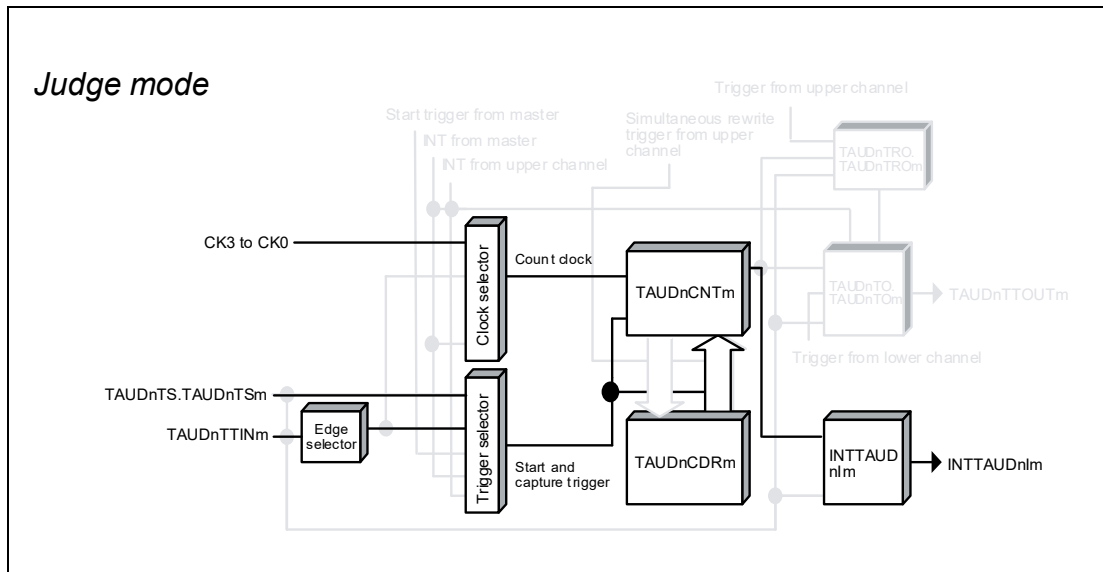 Judge mode
Trigger from upper channel
Start trigger from master
Simultaneous rewrite
trigger from upper
channel
INT from master
INT from upper channel
TAUDnTRO.
TAUDnTROm
CK3 to CK0
Clock selector
Count clock
TAUDnCNTm
TAUDnTO.
TAUDnTOm
TAUDnTTOUTm
Trigger from lower channel
TAUDnTS.TAUDnTSm
TAUDnTTINm
Edge
selector
Trigger selector
Start and
capture trigger
TAUDnCDRm
INTTAUD
nIm
INTTAUDnIm